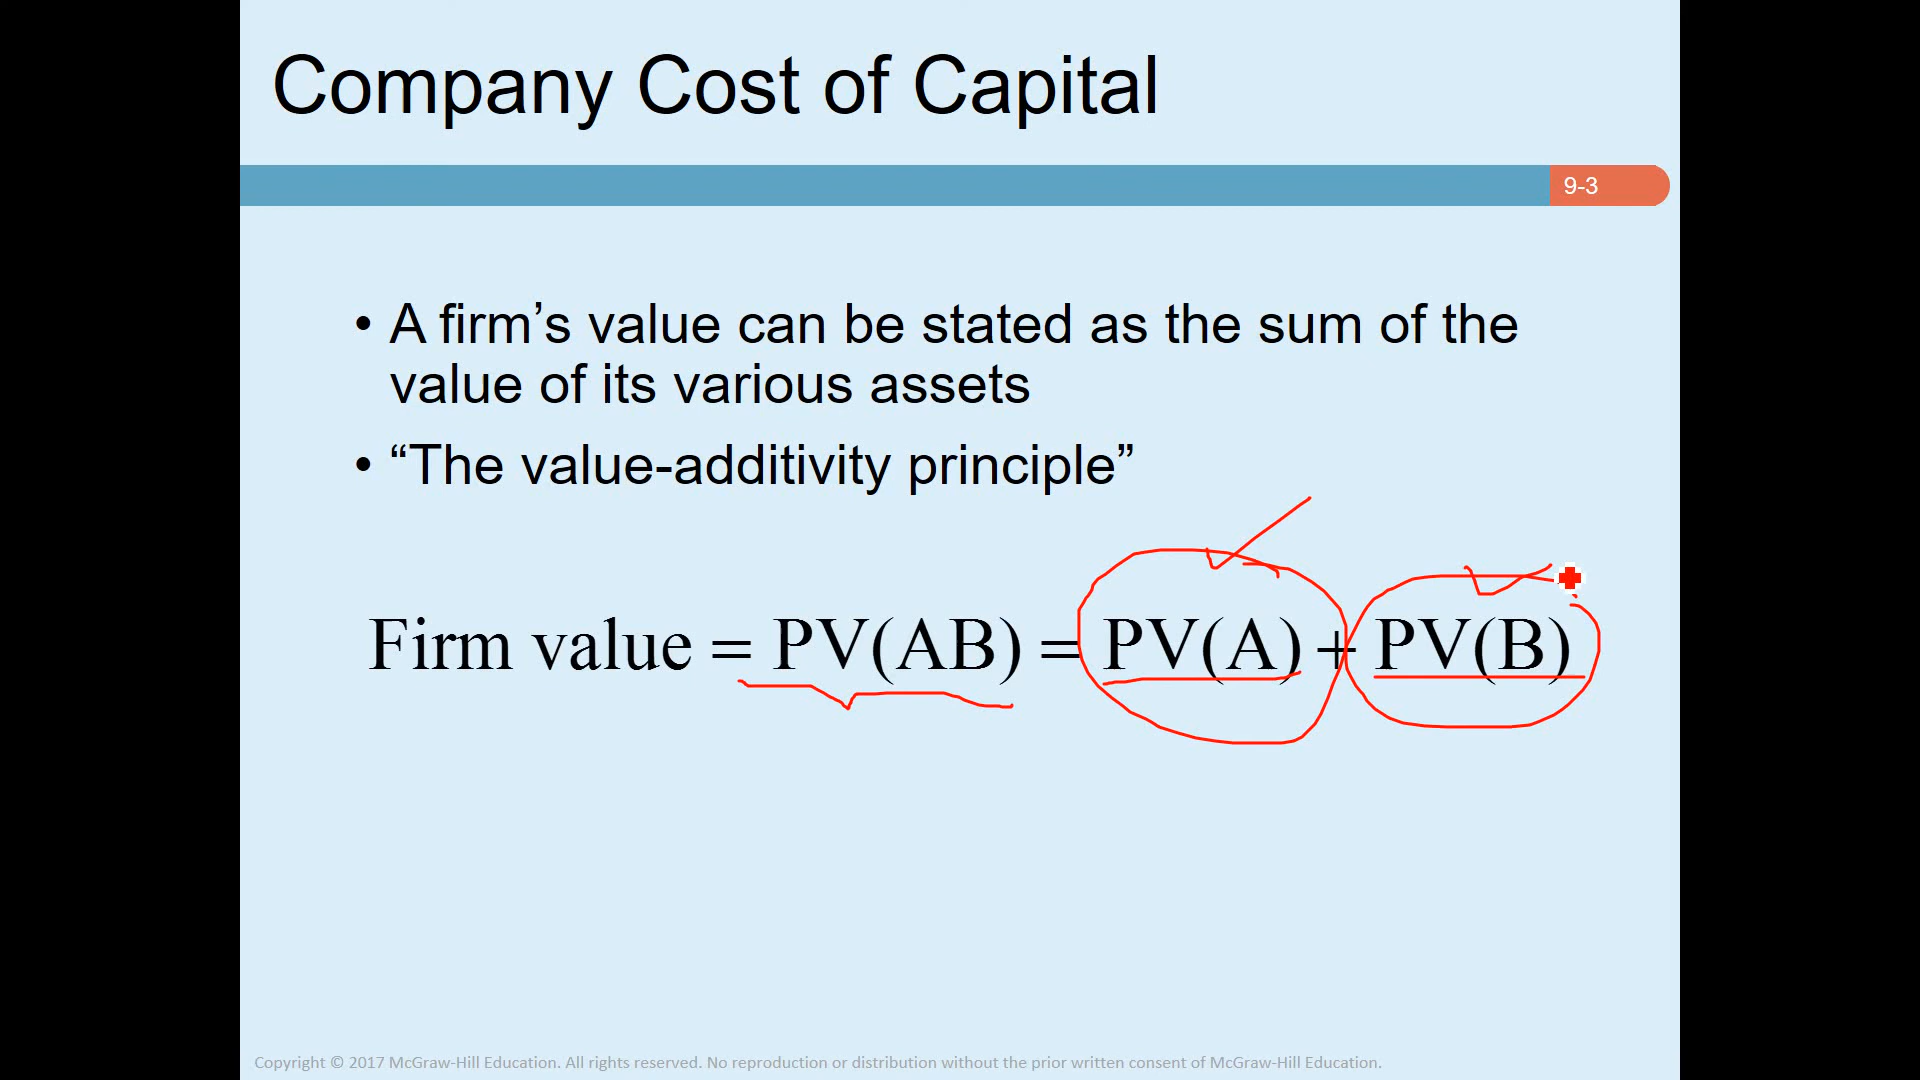 Company Cost of Capital
9-3
• A firm’s value can be stated as the sum of the
value of its various assets
• “The value-additivity principle”
Firm value = PV(AB) = PV(A) + PV(B)
Copyright © 2017 McGraw-Hill Education. All rights reserved. No reproduction or distribution without the prior written consent of McGraw-Hill Education.